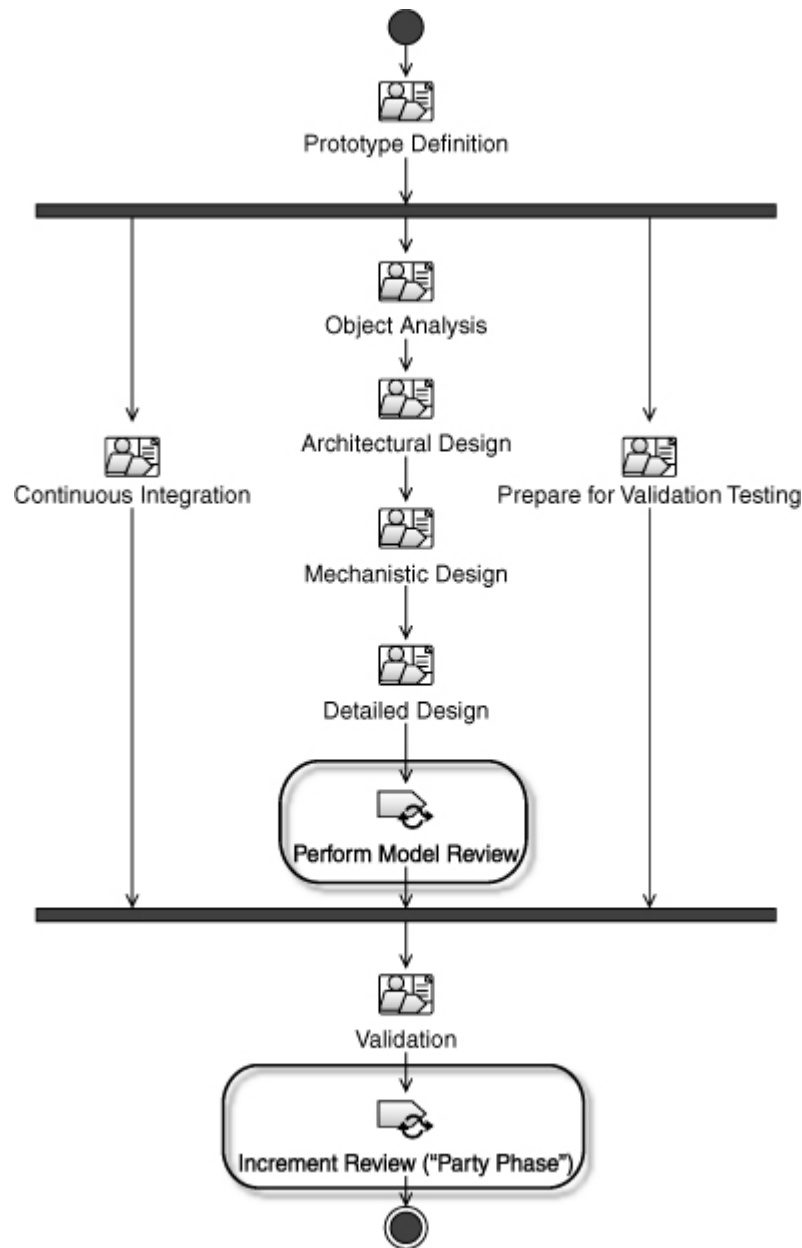 Prototype Definition
Object Analysis
Architectural Design
Continuous Integration
Prepare for Validation Testing
Mechanistic Design
Detailed Design
Perform Model Review
Validation
Increment Review (“Party Phase”)